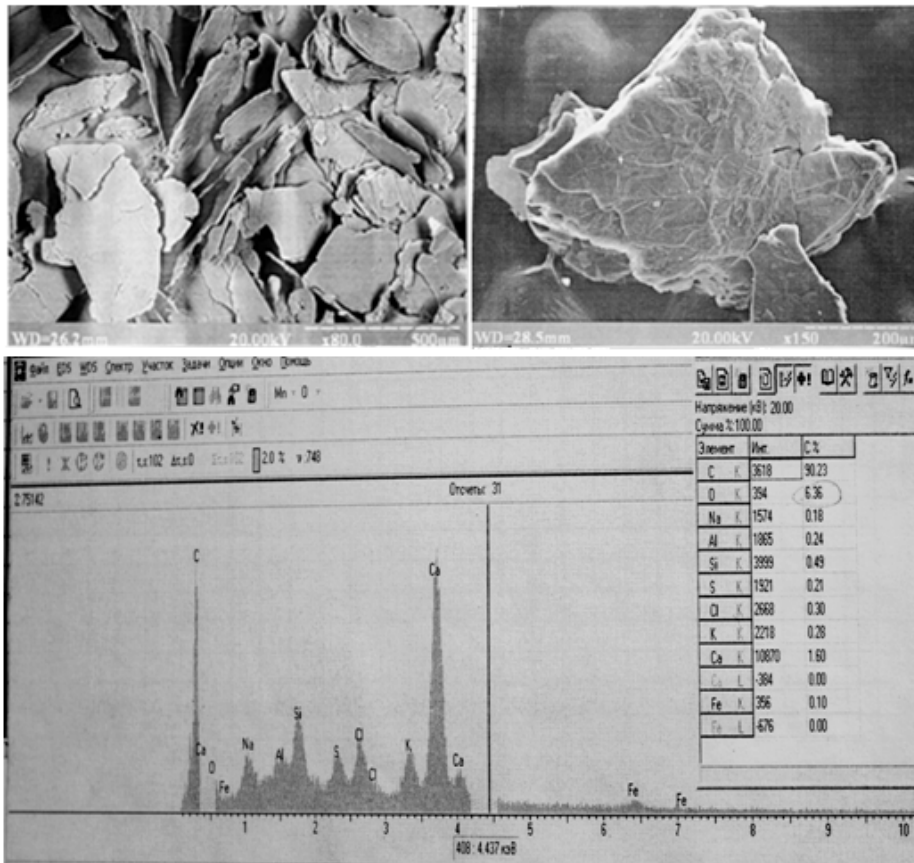 WD=26.2mm 20.00kV x80.0 500μm
WD=28.5mm 20.00kV x150 200μm
Файл EDS WDS Спектр Участок Задачи Опции Окно Помощь
Mn - 0
2.0 %
Σ:75142
Отсчеты: 31
C
Ca
O
Fe
Na
Al
Si
S
Cl
Cl
K
Ca
Ca
Fe
Fe
1 2 3 4 5 6 7 8 9 10
408 : 4.437 кэВ
Напряжение (кВ): 20.00
Сумма %:100.00
Элемент Инт. C %
C K 3618 90.23
O K 394 6.36
Na K 1574 0.18
Al K 1865 0.24
Si K 3999 0.49
S K 1921 0.21
Cl K 2668 0.30
K K 2218 0.28
Ca K 10870 1.60
Ca L -384 0.00
Fe K 356 0.10
Fe L -676 0.00